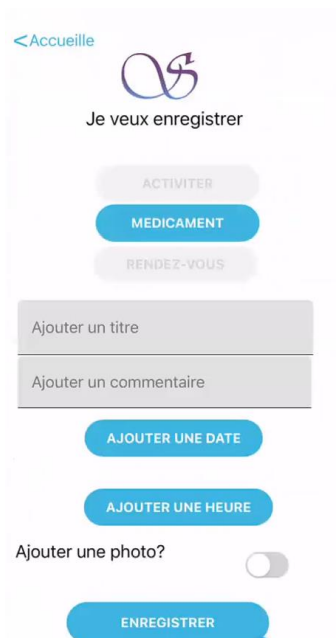 <Accueille
Je veux enregistrer
ACTIVITER
MEDICAMENT
RENDEZ-VOUS
Ajouter un titre
Ajouter un commentaire
AJOUTER UNE DATE
AJOUTER UNE HEURE
Ajouter une photo?
ENREGISTRER